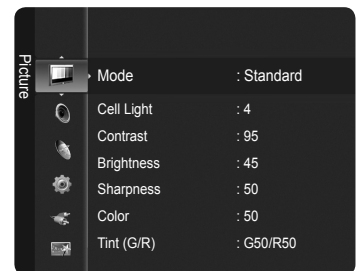 Picture
Mode : Standard
Cell Light : 4
Contrast : 95
Brightness : 45
Sharpness : 50
Color : 50
Tint (G/R) : G50/R50